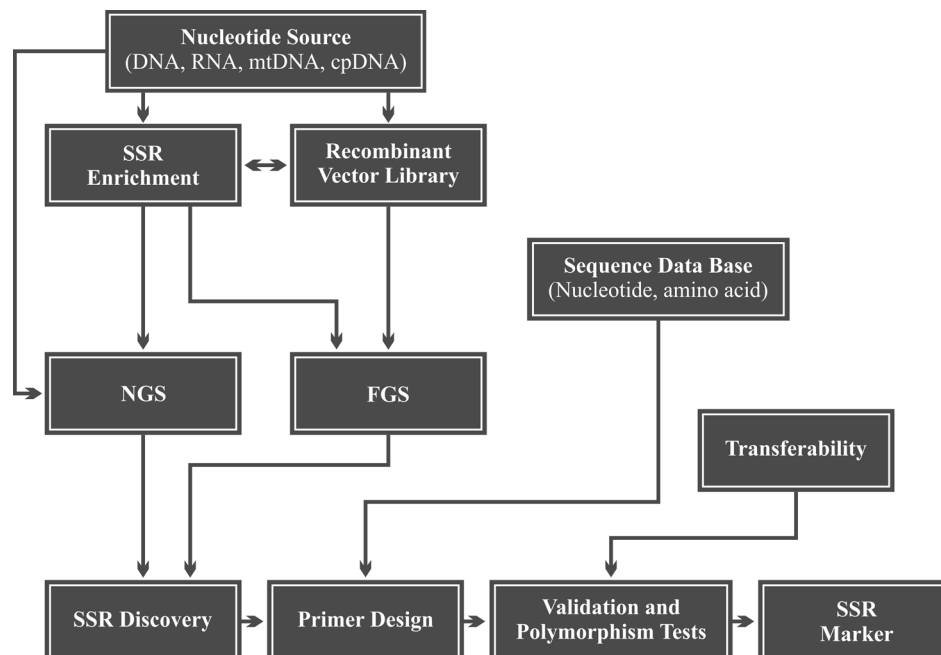 Nucleotide Source
(DNA, RNA, mtDNA, cpDNA)
SSR
Enrichment
Recombinant
Vector Library
Sequence Data Base
(Nucleotide, amino acid)
NGS
FGS
Transferability
SSR Discovery
Primer Design
Validation and
Polymorphism Tests
SSR
Marker